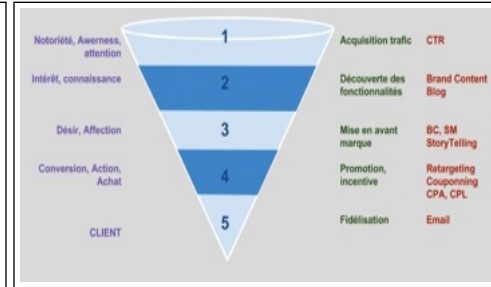 Notoriété, Awerness,
attention
1
Acquisition trafic
CTR
Intérêt, connaissance
2
Découverte des
fonctionnalités
Brand Content
Blog
Désir, Affection
3
Mise en avant
marque
BC, SM
StoryTelling
Conversion, Action,
Achat
4
Promotion,
incentive
Retargeting
Couponning
CPA, CPL
CLIENT
5
Fidélisation
Email